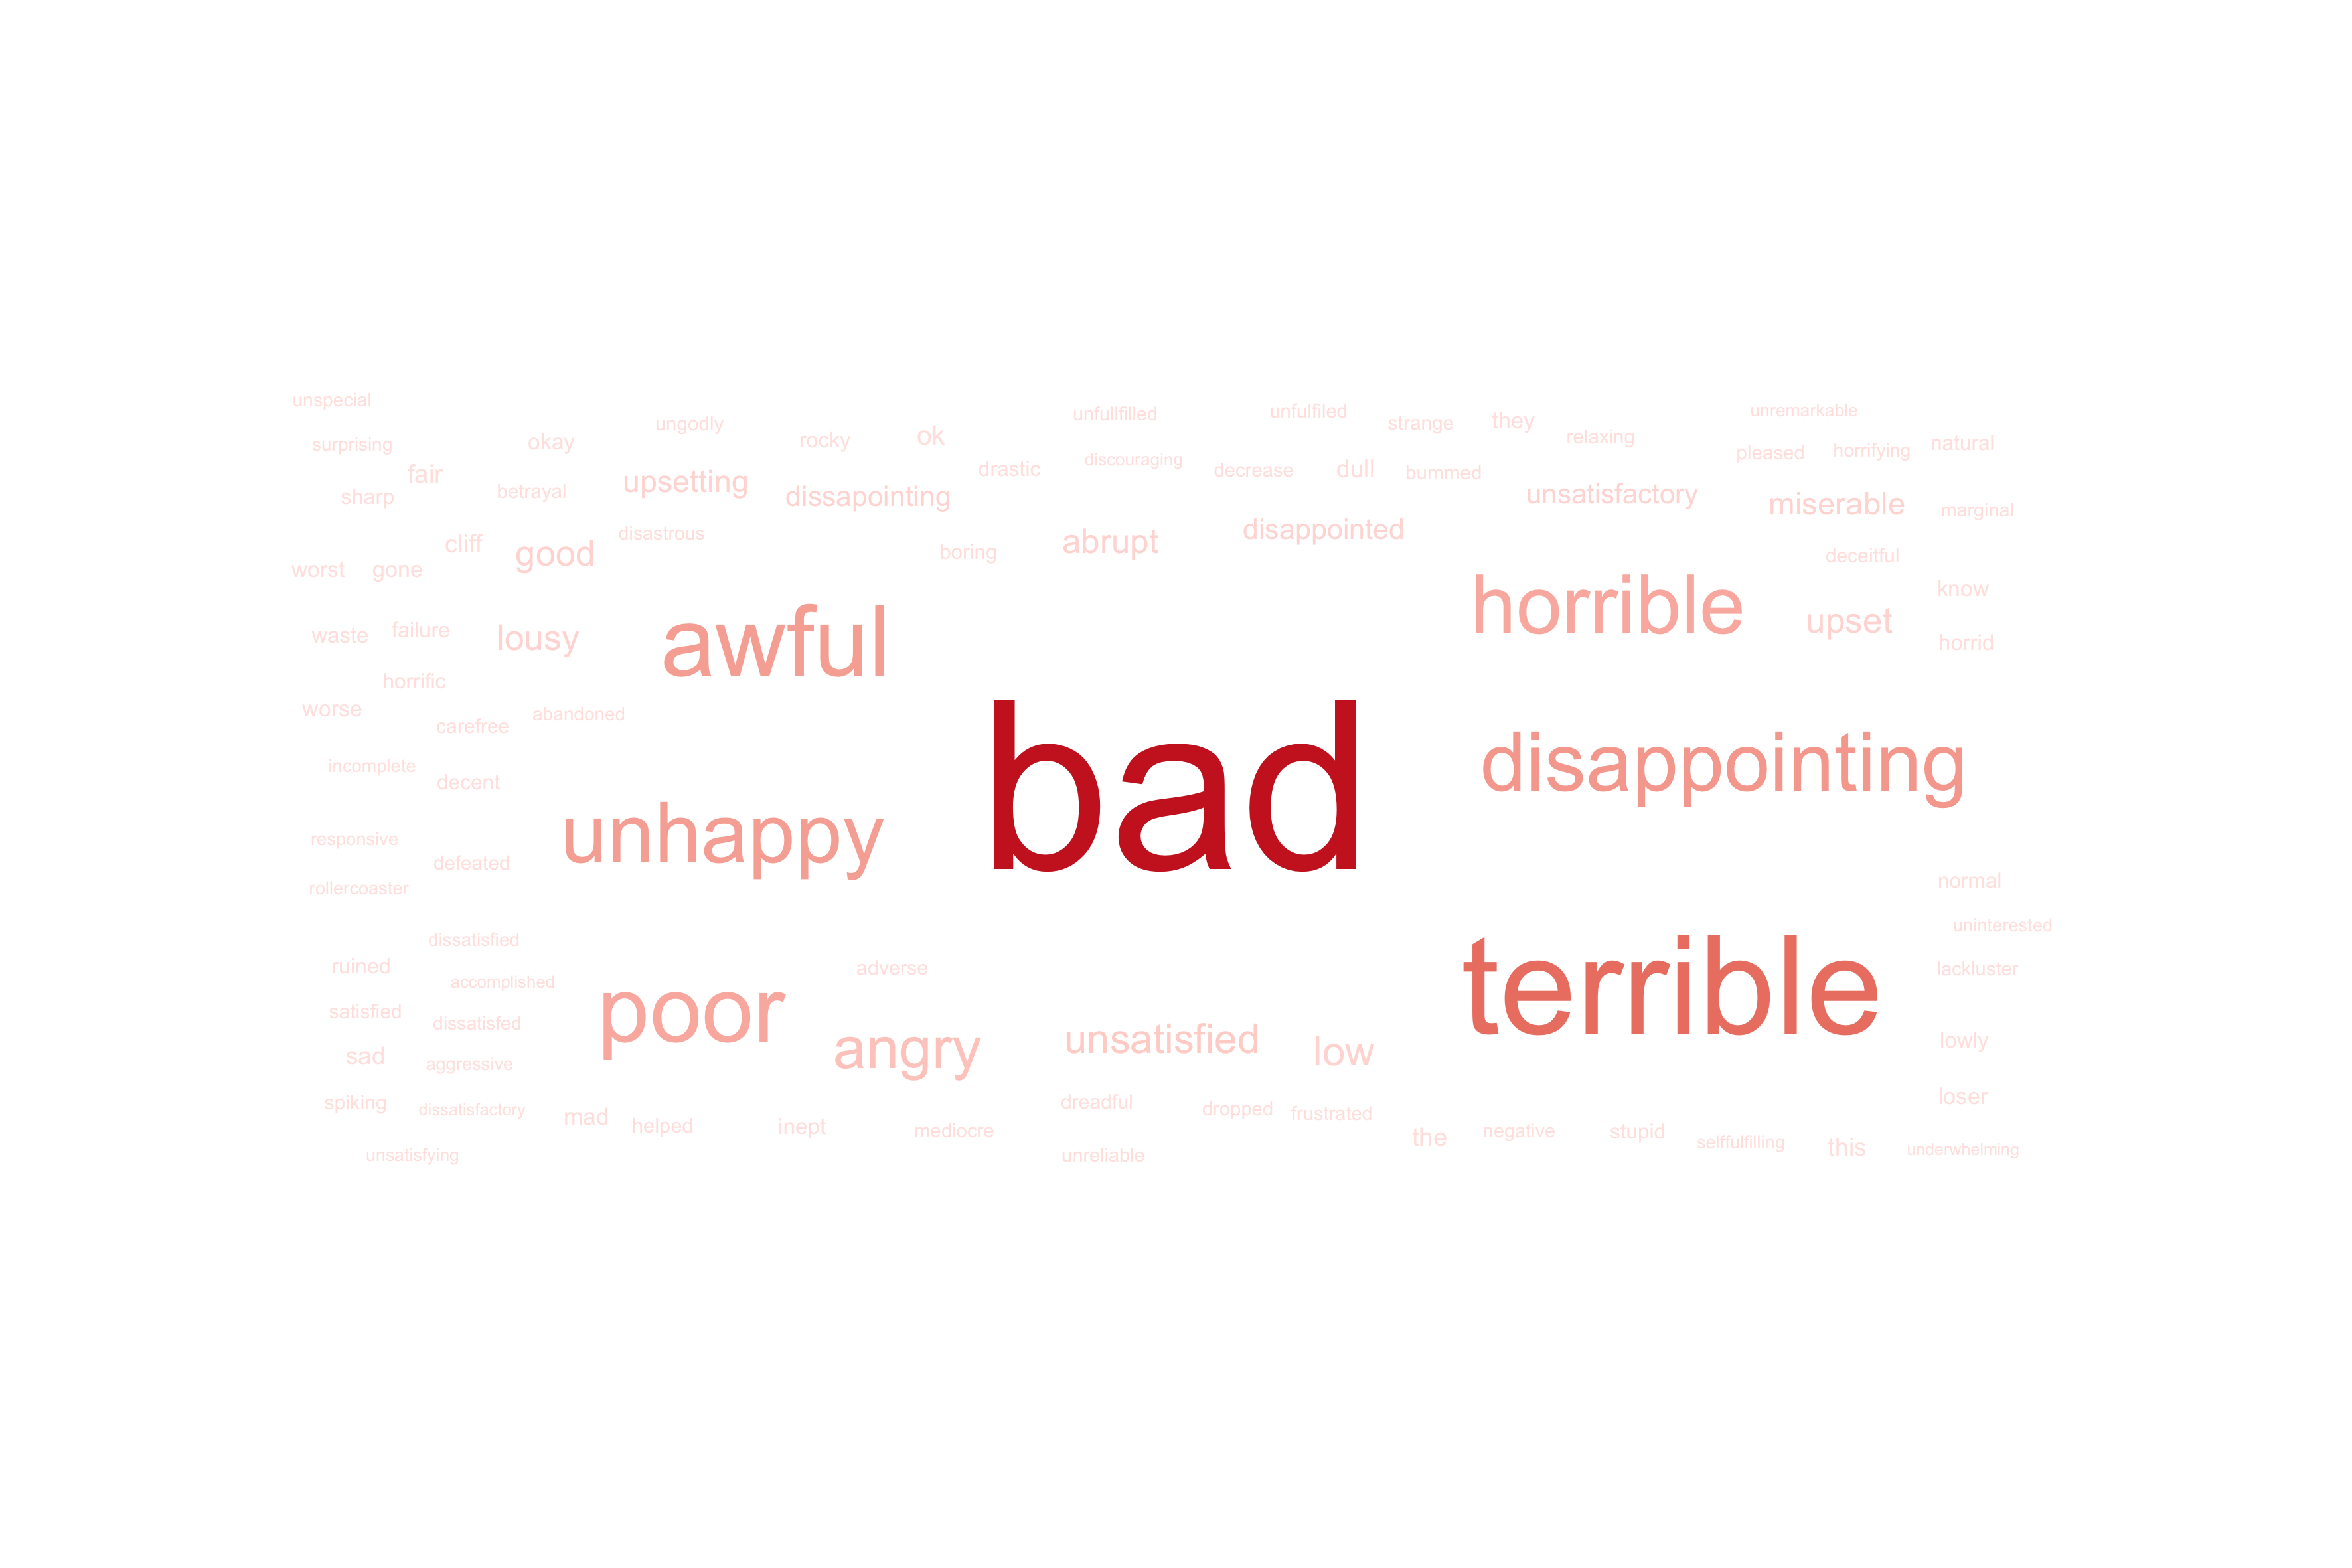 unspecial
ungodly
unfullfilled
unfulfiled
strange
they
unremarkable
surprising
okay
rocky
ok
relaxing
pleased
horrifying
natural
fair
upsetting
drastic
discouraging
decrease
dull
bummed
sharp
betrayal
dissapointing
unsatisfactory
miserable
marginal
cliff
good
disastrous
boring
abrupt
disappointed
deceitful
worst
gone
awful
horrible
know
waste
failure
lousy
upset
horrid
horrific
worse
carefree
abandoned
bad
disappointing
incomplete
decent
unhappy
responsive
defeated
rollercoaster
normal
dissatisfied
uninterested
ruined
accomplished
adverse
terrible
lackluster
satisfied
dissatisfed
poor
angry
unsatisfied
low
lowly
sad
aggressive
spiking
dissatisfactory
mad
helped
inept
mediocre
dreadful
dropped
frustrated
loser
the
negative
stupid
selffulfilling
this
underwhelming
unsatisfying
unreliable